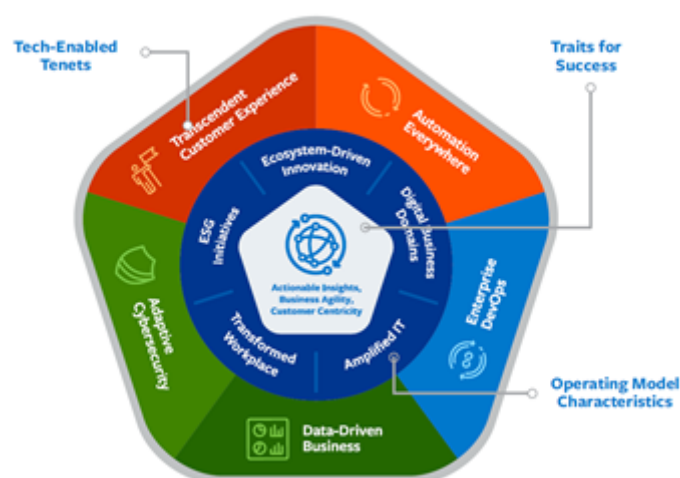 Tech-Enabled
Tenets
Traits for
Success
Transcendent
Customer Experience
Automation
Everywhere
Ecosystem-Driven
Innovation
ESG
Initiatives
Digital Business
Domains
Actionable Insights,
Business Agility,
Customer Centricity
Enterprise
DevOps
Adaptive
Cybersecurity
Transformed
Workplace
Amplified IT
Operating Model
Characteristics
Data-Driven
Business